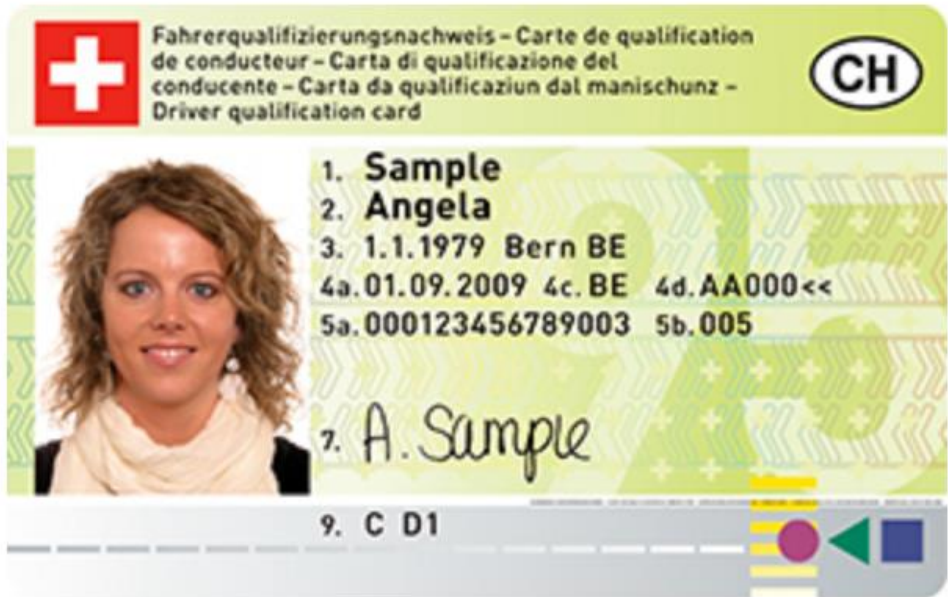 Fahrerqualifizierungsnachweis – Carte de qualification
de conducteur – Carta di qualificazione del
conducente – Carta da qualificaziun dal manischunz –
Driver qualification card
CH
1. Sample
2. Angela
3. 1.1.1979 Bern BE
4a. 01.09.2009 4c. BE 4d. AA000<<
5a. 000123456789003 5b. 005
7. A. Sample
9. C D1